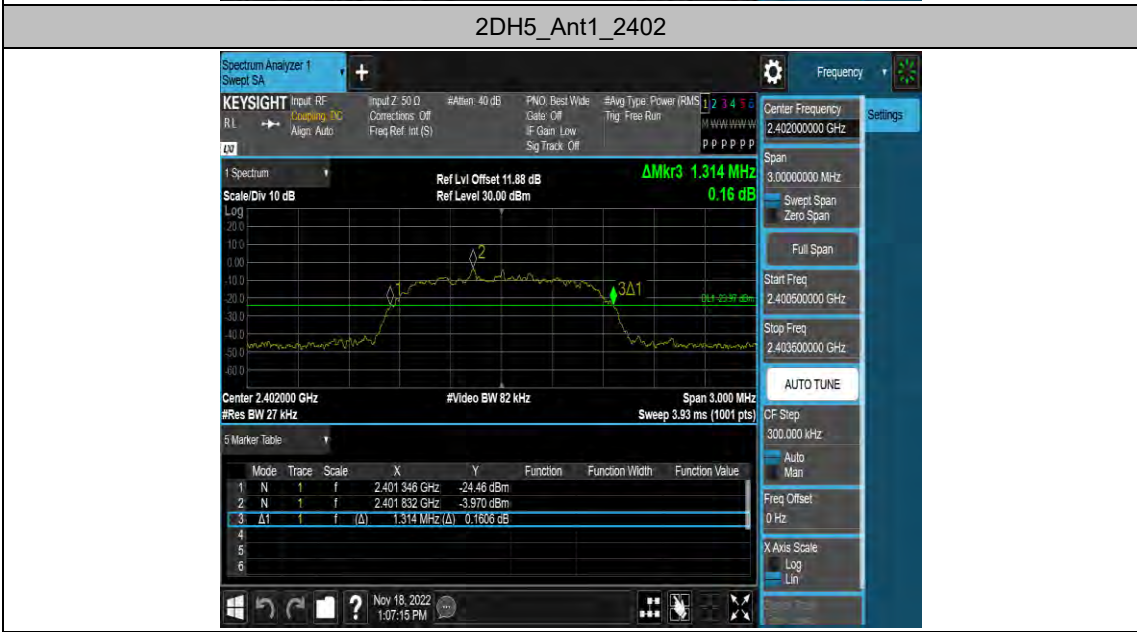 2DH5_Ant1_2402
Spectrum Analyzer 1
Swept SA
+
Frequency
KEYSIGHT Input: RF Input Z: 50 Ω #Atten: 40 dB PNO: Best Wide #Avg Type: Power (RMS 1 2 3 4 5 6
RL Coupling: DC Corrections: Off Gate: Off Trig: Free Run M W W W W W
Align: Auto Freq Ref: Int (S) IF Gain: Low P P P P P P
Sig Track: Off
Center Frequency
2.402000000 GHz
Settings
Span
3.00000000 MHz
Swept Span
Zero Span
Full Span
Start Freq
2.400500000 GHz
Stop Freq
2.403500000 GHz
AUTO TUNE
CF Step
300.000 kHz
Auto
Man
Freq Offset
0 Hz
X Axis Scale
Log
Lin
1 Spectrum
Ref Lvl Offset 11.88 dB ΔMkr3 1.314 MHz
Scale/Div 10 dB Ref Level 30.00 dBm 0.16 dB
Log
20.0
10.0
0.00
-10.0
-20.0
-30.0
-40.0
-50.0
-60.0
2
1
3Δ1
DL1 -23.97 dBm
Center 2.402000 GHz #Video BW 82 kHz Span 3.000 MHz
#Res BW 27 kHz Sweep 3.93 ms (1001 pts)
5 Marker Table
Mode Trace Scale X Y Function Function Width Function Value
1 N 1 f 2.401 346 GHz -24.46 dBm
2 N 1 f 2.401 832 GHz -3.970 dBm
3 Δ1 1 f (Δ) 1.314 MHz (Δ) 0.1606 dB
4
5
6
? Nov 18, 2022
1:07:15 PM